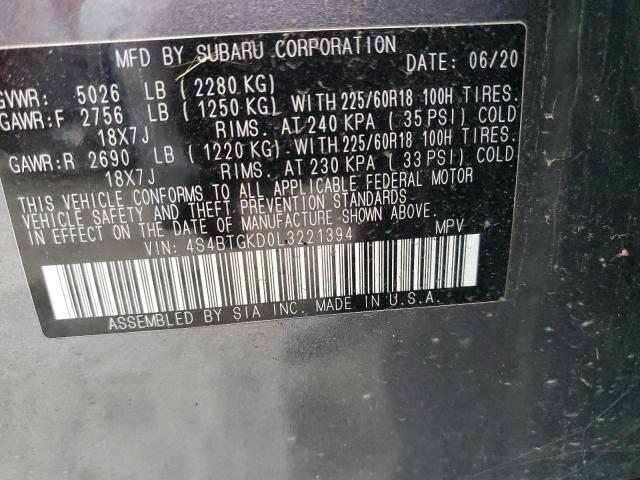 MFD BY SUBARU CORPORATION DATE: 06/20
GVWR: 5026 LB ( 2280 KG)
GAWR:F 2756 LB ( 1250 KG) WITH 225/60R18 100H TIRES.
18X7J RIMS. AT 240 KPA ( 35 PSI) COLD
GAWR:R 2690 LB ( 1220 KG) WITH 225/60R18 100H TIRES.
18X7J RIMS. AT 230 KPA ( 33 PSI) COLD
THIS VEHICLE CONFORMS TO ALL APPLICABLE FEDERAL MOTOR
VEHICLE SAFETY AND THEFT PREVENTION STANDARDS
IN EFFECT ON THE DATE OF MANUFACTURE SHOWN ABOVE.
VIN: 4S4BTGKD0L3221394 MPV
ASSEMBLED BY SIA INC. MADE IN U.S.A.